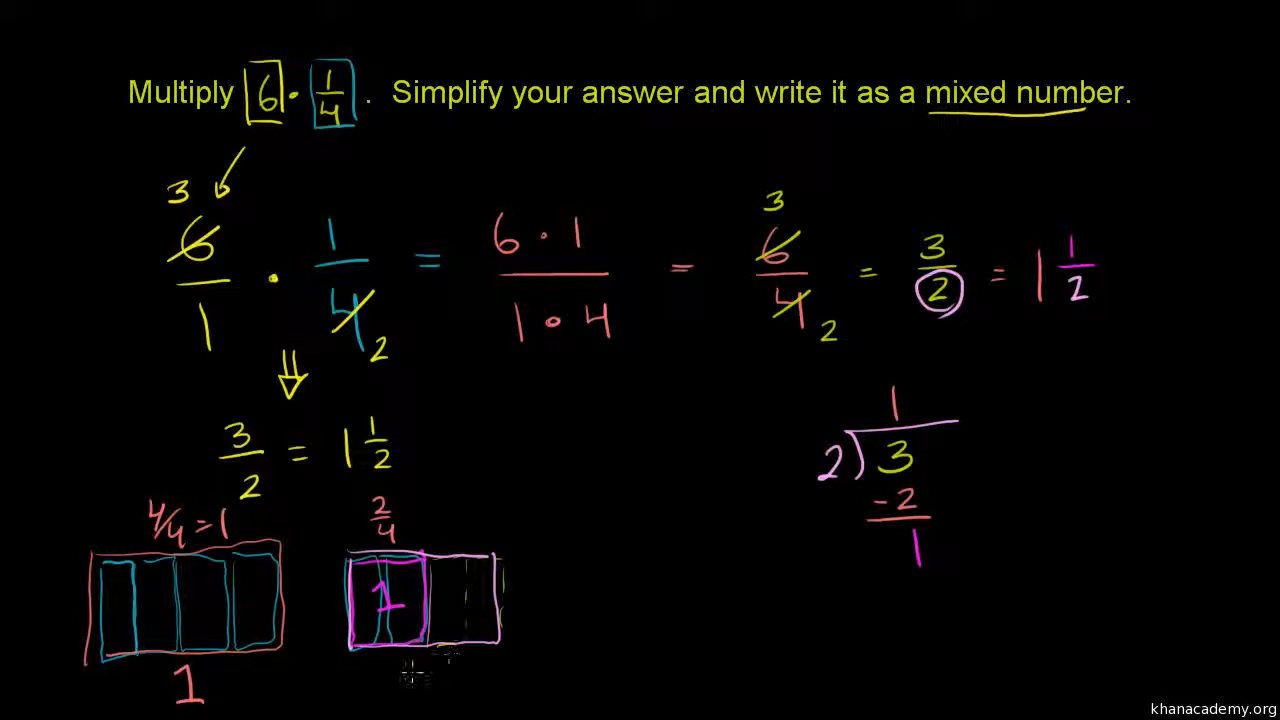 Multiply 6 · 1/4 . Simplify your answer and write it as a mixed number.
3 3
6/1 · 1/4 = 6 · 1 / 1 · 4 = 6/4 = 3/2 = 1 1/2
2 2
3/2 = 1 1/2
1
2) 3
-2
1
4/4 = 1 2/4
1
1
khanacademy.org